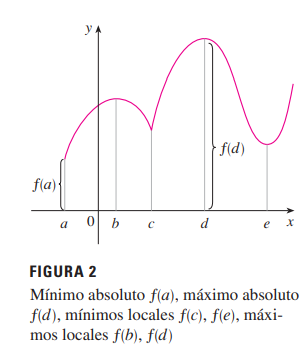 y
f(d)
f(a)
a 0 b c d e x
FIGURA 2
Mínimo absoluto f(a), máximo absoluto
f(d), mínimos locales f(c), f(e), máxi-
mos locales f(b), f(d)